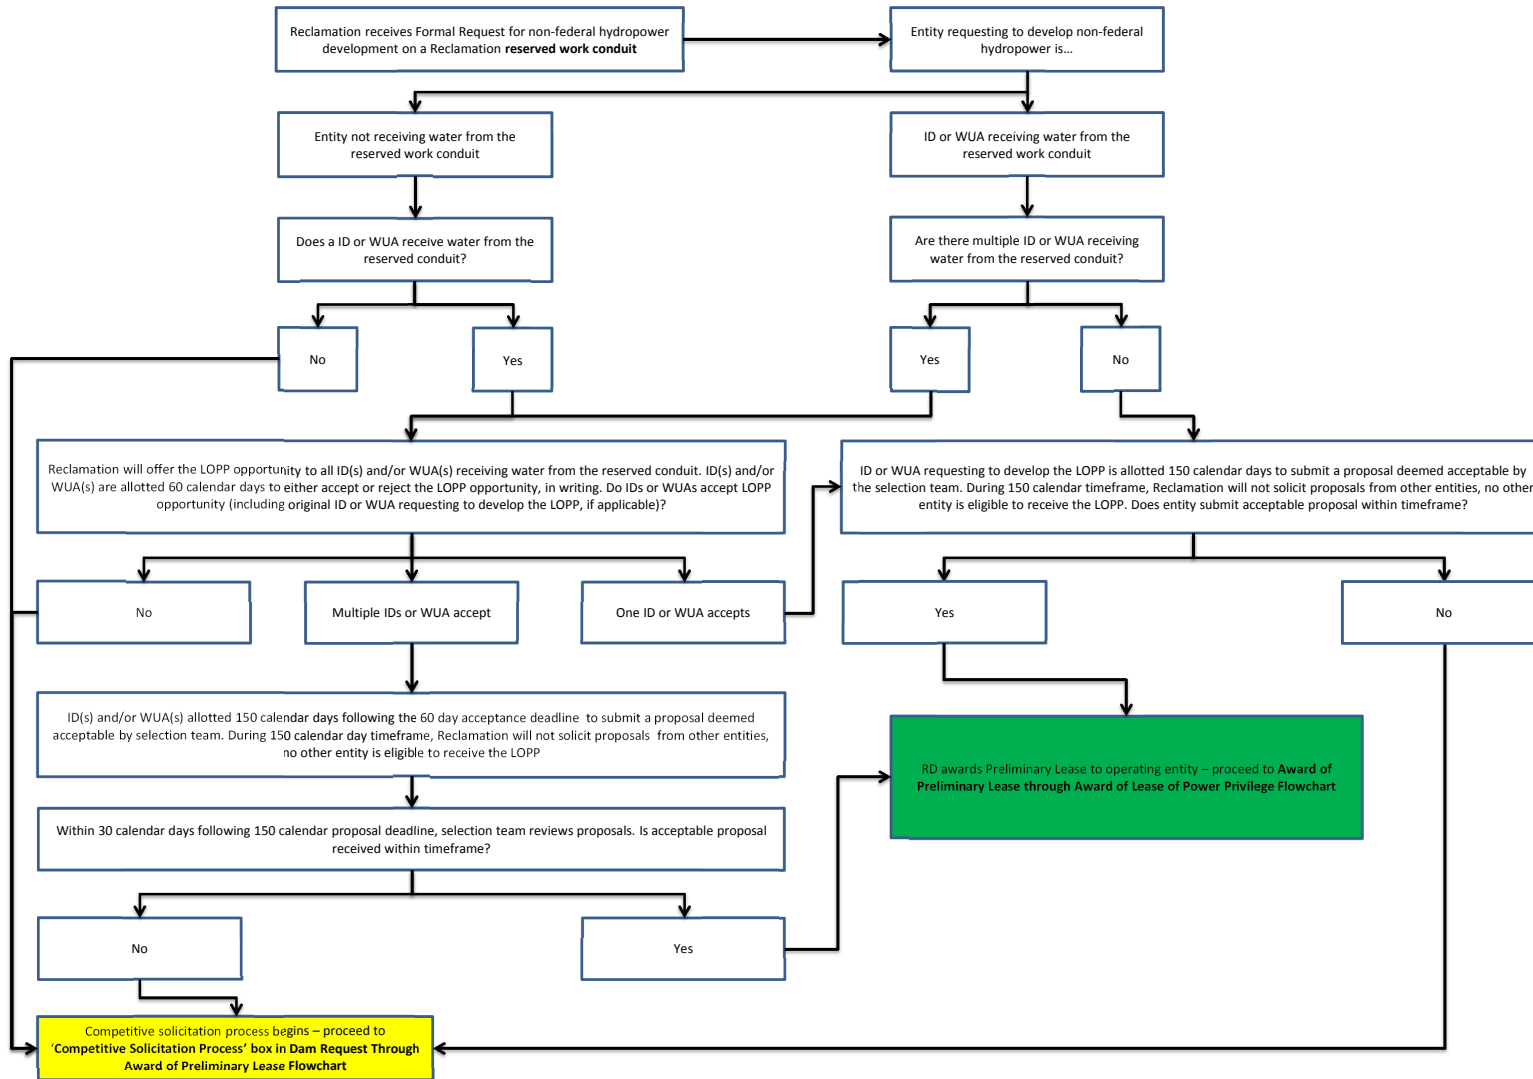 Reclamation receives Formal Request for non-federal hydropower
development on a Reclamation reserved work conduit
Entity requesting to develop non-federal
hydropower is…
Entity not receiving water from the
reserved work conduit
ID or WUA receiving water from the
reserved work conduit
Does a ID or WUA receive water from the
reserved conduit?
Are there multiple ID or WUA receiving
water from the reserved conduit?
No
Yes
Yes
No
Reclamation will offer the LOPP opportunity to all ID(s) and/or WUA(s) receiving water from the reserved conduit. ID(s) and/or
WUA(s) are allotted 60 calendar days to either accept or reject the LOPP opportunity, in writing. Do IDs or WUAs accept LOPP
opportunity (including original ID or WUA requesting to develop the LOPP, if applicable)?
ID or WUA requesting to develop the LOPP is allotted 150 calendar days to submit a proposal deemed acceptable by
the selection team. During 150 calendar timeframe, Reclamation will not solicit proposals from other entities, no other
entity is eligible to receive the LOPP. Does entity submit acceptable proposal within timeframe?
No
Multiple IDs or WUA accept
One ID or WUA accepts
Yes
No
ID(s) and/or WUA(s) allotted 150 calendar days following the 60 day acceptance deadline to submit a proposal deemed
acceptable by selection team. During 150 calendar day timeframe, Reclamation will not solicit proposals from other entities,
no other entity is eligible to receive the LOPP
RD awards Preliminary Lease to operating entity – proceed to Award of
Preliminary Lease through Award of Lease of Power Privilege Flowchart
Within 30 calendar days following 150 calendar proposal deadline, selection team reviews proposals. Is acceptable proposal
received within timeframe?
No
Yes
Competitive solicitation process begins – proceed to
‘Competitive Solicitation Process’ box in Dam Request Through
Award of Preliminary Lease Flowchart